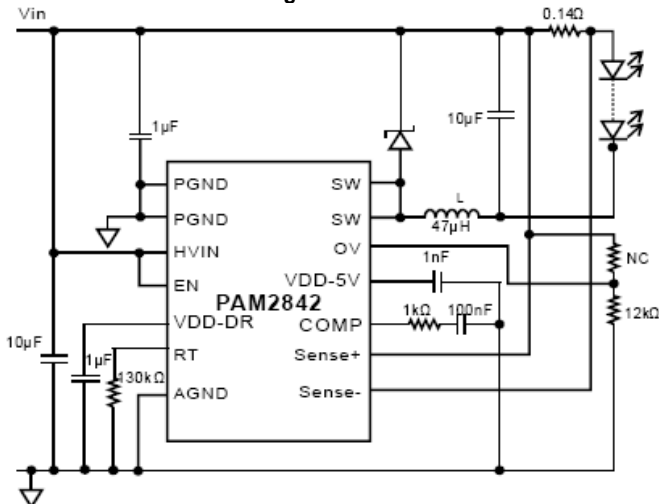 Vin
0.14Ω
1μF
10μF
PGND
SW
PGND
SW
L
47μH
HVIN
OV
1nF
NC
EN
VDD-5V
PAM2842
VDD-DR
COMP
1kΩ
100nF
12kΩ
10μF
1μF
RT
Sense+
130kΩ
AGND
Sense-